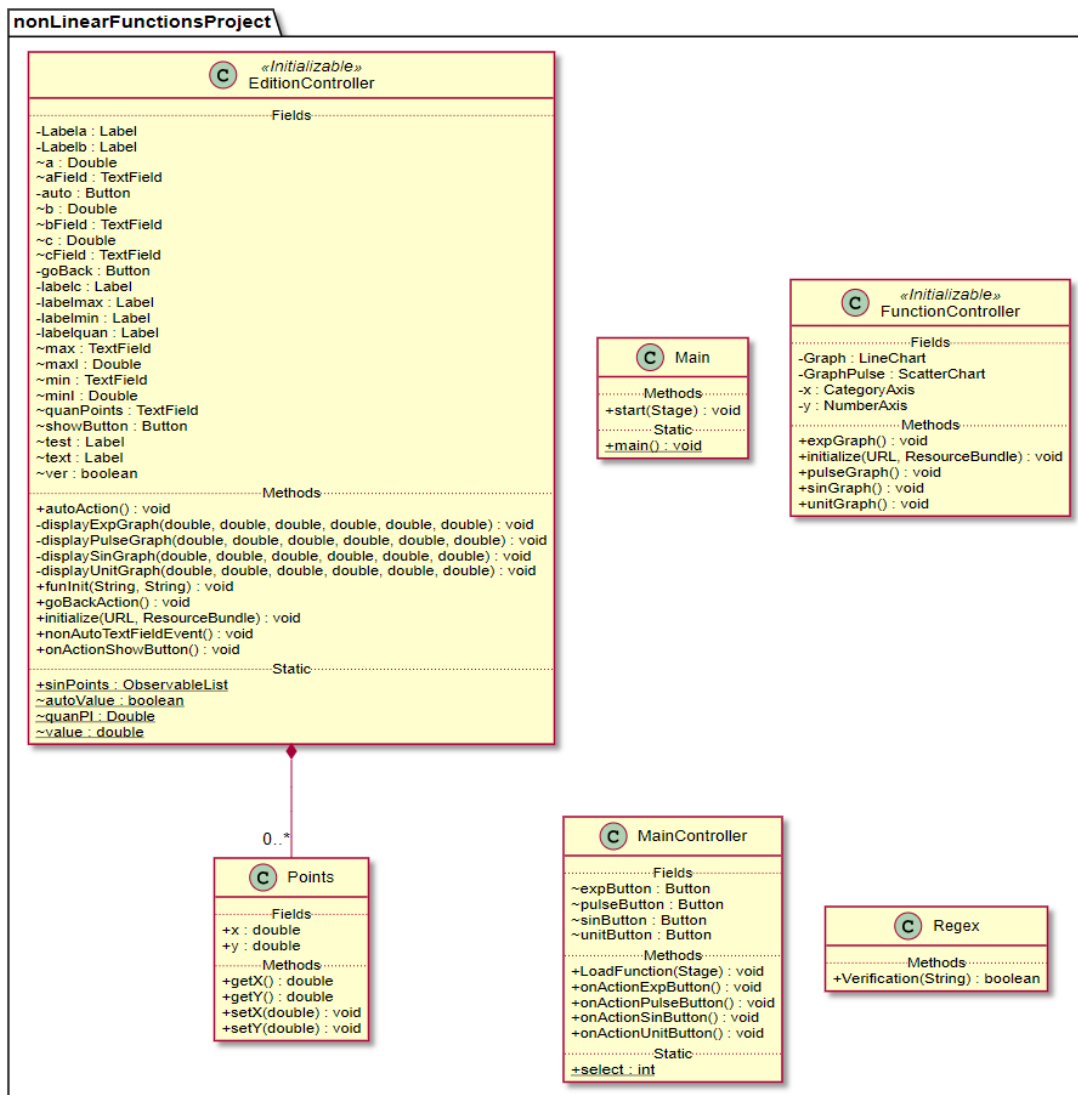 nonLinearFunctionsProject
C
«Initializable»
EditionController
Fields
-Labela : Label
-Labelb : Label
~a : Double
~aField : TextField
-auto : Button
~b : Double
~bField : TextField
~c : Double
~cField : TextField
-goBack : Button
-labelc : Label
-labelmax : Label
-labelmin : Label
-labelquan : Label
~max : TextField
~maxI : Double
~min : TextField
~minI : Double
~quanPoints : TextField
~showButton : Button
~test : Label
~text : Label
~ver : boolean
Methods
+autoAction() : void
-displayExpGraph(double, double, double, double, double, double) : void
-displayPulseGraph(double, double, double, double, double, double) : void
-displaySinGraph(double, double, double, double, double, double) : void
-displayUnitGraph(double, double, double, double, double, double) : void
+funInit(String, String) : void
+goBackAction() : void
+initialize(URL, ResourceBundle) : void
+nonAutoTextFieldEvent() : void
+onActionShowButton() : void
Static
+sinPoints : ObservableList
~autoValue : boolean
~quanPI : Double
~value : double
C Main
Methods
+start(Stage) : void
Static
+main() : void
C
«Initializable»
FunctionController
Fields
-Graph : LineChart
-GraphPulse : ScatterChart
-x : CategoryAxis
-y : NumberAxis
Methods
+expGraph() : void
+initialize(URL, ResourceBundle) : void
+pulseGraph() : void
+sinGraph() : void
+unitGraph() : void
0..*
C Points
Fields
+x : double
+y : double
Methods
+getX() : double
+getY() : double
+setX(double) : void
+setY(double) : void
C MainController
Fields
~expButton : Button
~pulseButton : Button
~sinButton : Button
~unitButton : Button
Methods
+LoadFunction(Stage) : void
+onActionExpButton() : void
+onActionPulseButton() : void
+onActionSinButton() : void
+onActionUnitButton() : void
Static
+select : int
C Regex
Methods
+Verification(String) : boolean